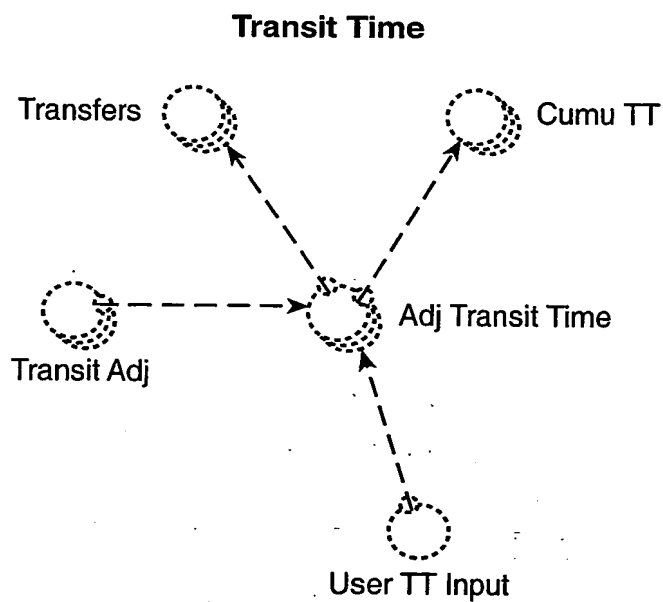 Transit Time
Transfers
Cumu TT
Adj Transit Time
Transit Adj
User TT Input